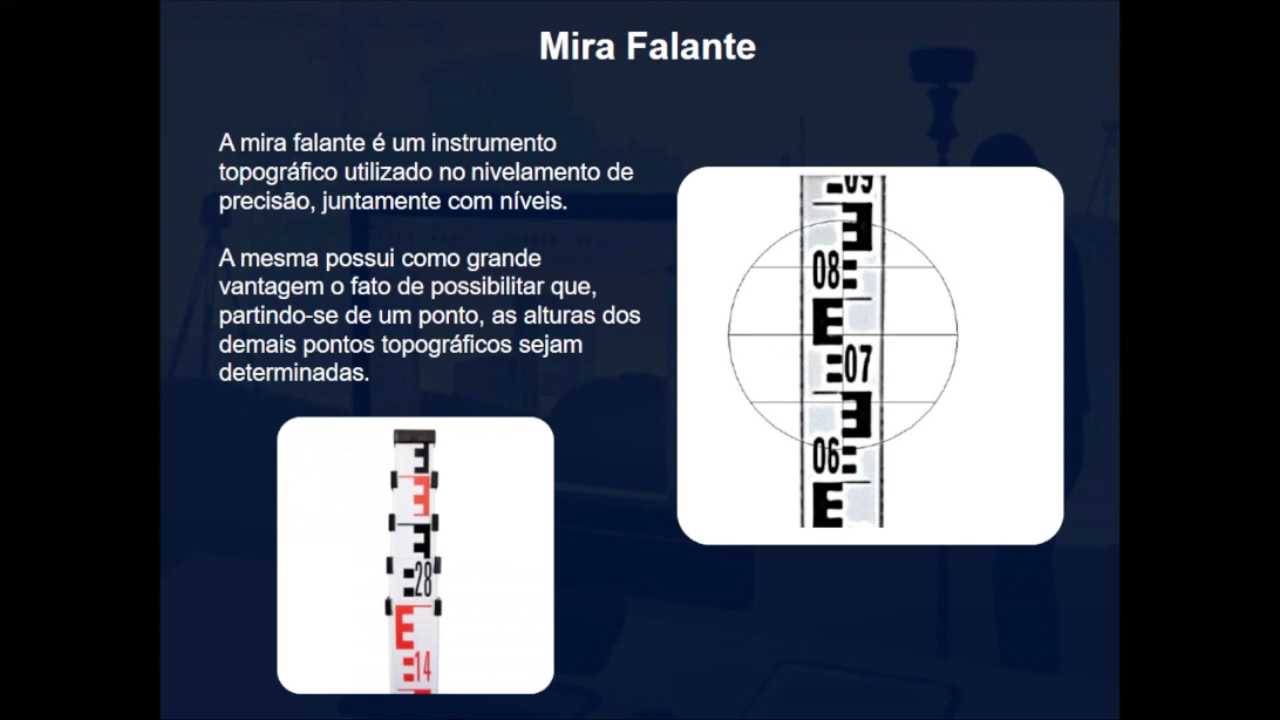 Mira Falante
A mira falante é um instrumento
topográfico utilizado no nivelamento de
precisão, juntamente com níveis.
A mesma possui como grande
vantagem o fato de possibilitar que,
partindo-se de um ponto, as alturas dos
demais pontos topográficos sejam
determinadas.
09
08
07
06
28
14